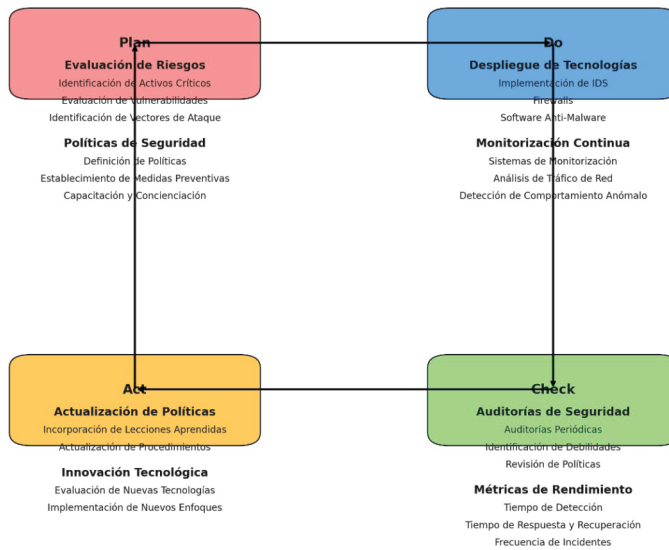 Plan
Evaluación de Riesgos
Identificación de Activos Críticos
Evaluación de Vulnerabilidades
Identificación de Vectores de Ataque
Políticas de Seguridad
Definición de Políticas
Establecimiento de Medidas Preventivas
Capacitación y Concienciación
Do
Despliegue de Tecnologías
Implementación de IDS
Firewalls
Software Anti-Malware
Monitorización Continua
Sistemas de Monitorización
Análisis de Tráfico de Red
Detección de Comportamiento Anómalo
Act
Actualización de Políticas
Incorporación de Lecciones Aprendidas
Actualización de Procedimientos
Innovación Tecnológica
Evaluación de Nuevas Tecnologías
Implementación de Nuevos Enfoques
Check
Auditorías de Seguridad
Auditorías Periódicas
Identificación de Debilidades
Revisión de Políticas
Métricas de Rendimiento
Tiempo de Detección
Tiempo de Respuesta y Recuperación
Frecuencia de Incidentes